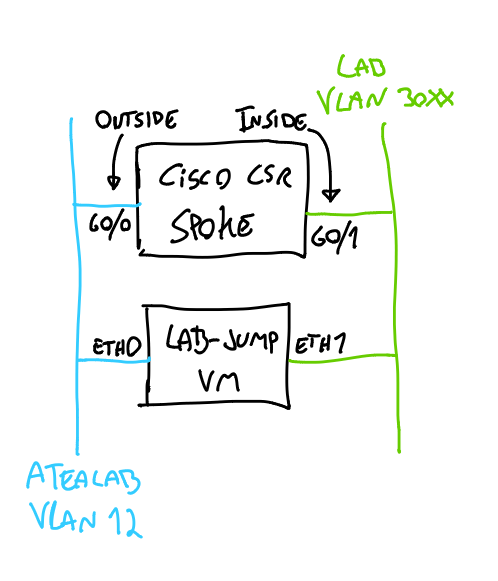 LAB
VLAN 30XX
OUTSIDE
INSIDE
CISCO CSR
SPOKE
G0/0
G0/1
LAB-JUMP
VM
ETH0
ETH1
ATEALAB
VLAN 12